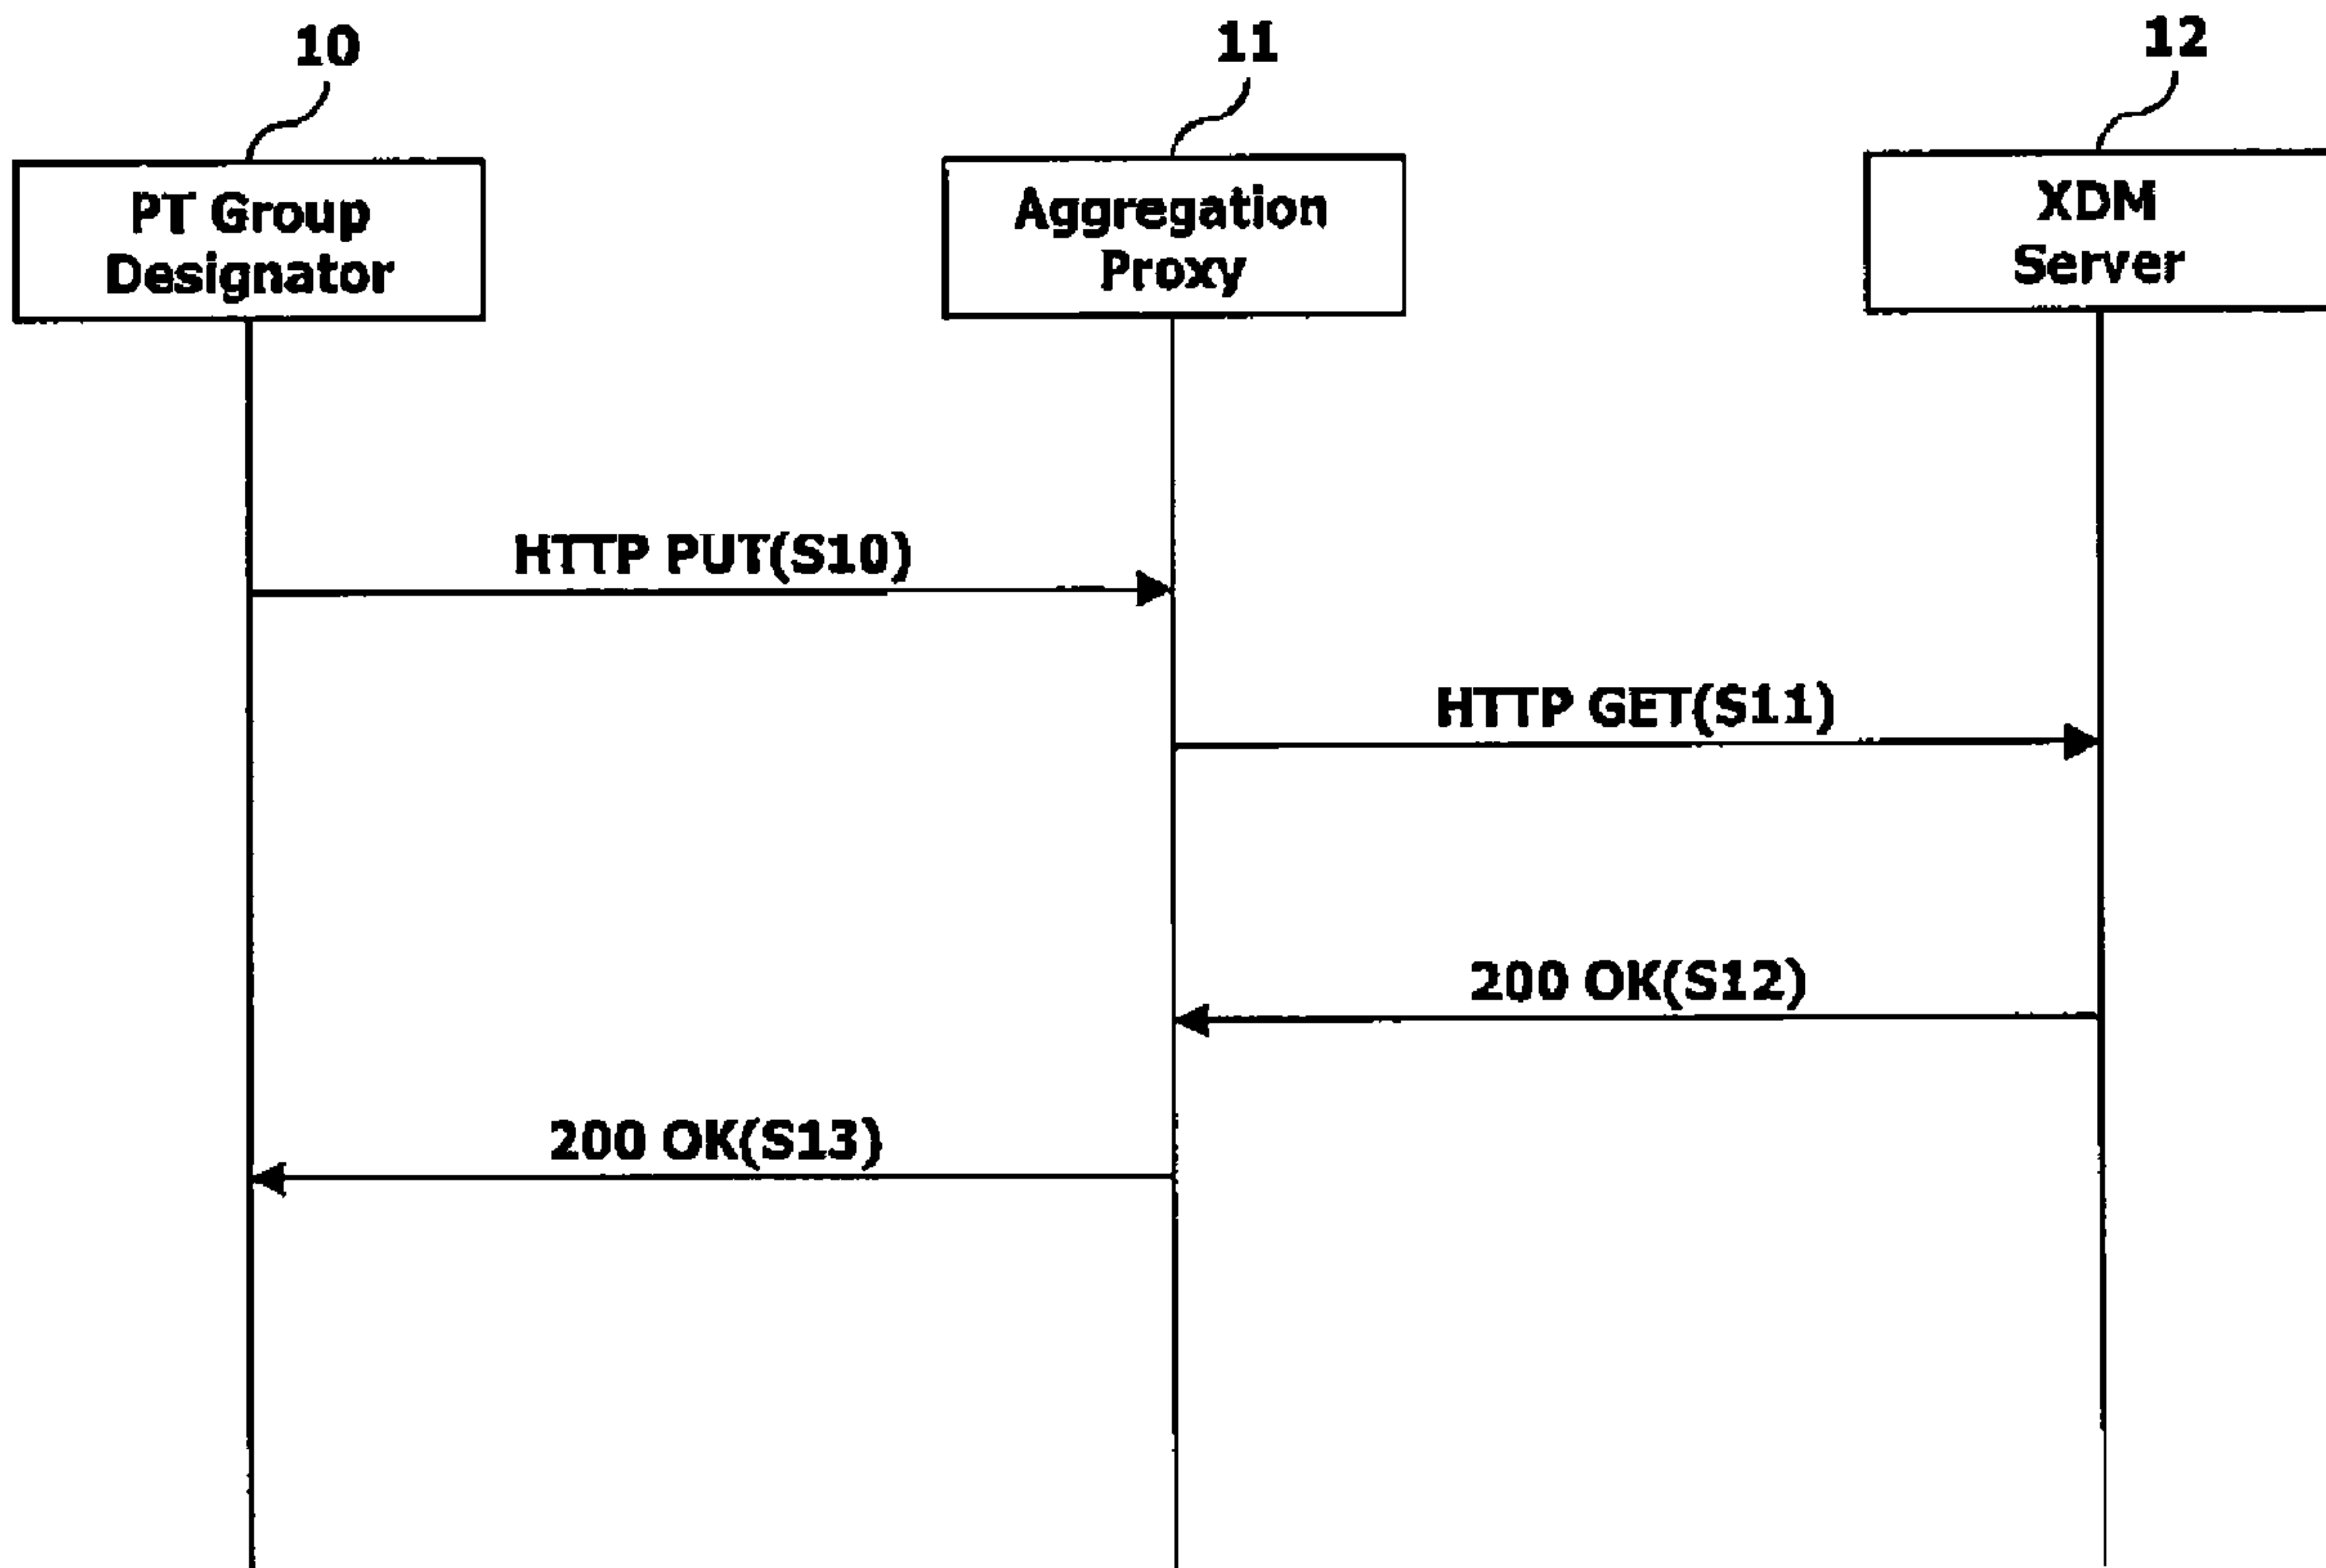 10
11
12
PT Group
Designator
Aggregation
Proxy
XDM
Server
HTTP PUT(S10)
HTTP GET(S11)
200 OK(S12)
200 OK(S13)